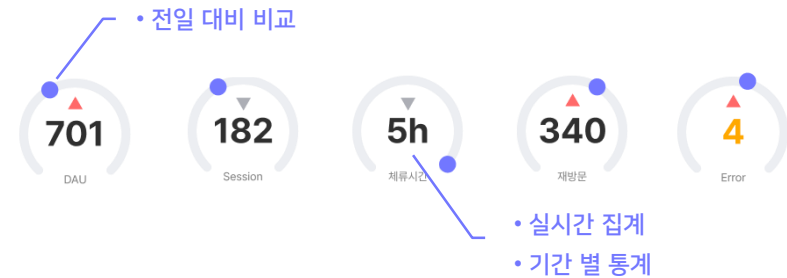 • 전일 대비 비교
701
DAU
182
Session
5h
체류시간
340
재방문
4
Error
• 실시간 집계
• 기간 별 통계